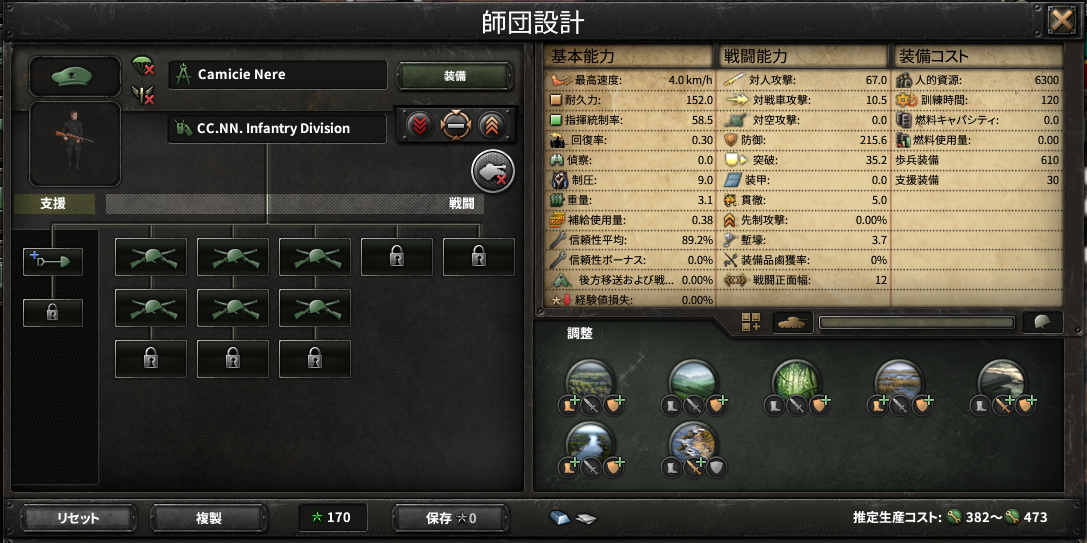 師団設計
Camicie Nere
装備
CC.NN. Infantry Division
支援
戦闘
基本能力
最高速度: 4.0 km/h
耐久力: 152.0
指揮統制率: 58.5
回復率: 0.30
偵察: 0.0
制圧: 9.0
重量: 3.1
補給使用量: 0.38
信頼性平均: 89.2%
信頼性ボーナス: 0.0%
後方移送および戦... 0.00%
経験値損失: 0.00%
戦闘能力
対人攻撃: 67.0
対戦車攻撃: 10.5
対空攻撃: 0.0
防御: 215.6
突破: 35.2
装甲: 0.0
貫徹: 5.0
先制攻撃: 0.00%
塹壕: 3.7
装備品鹵獲率: 0%
戦闘正面幅: 12
装備コスト
人的資源: 6300
訓練時間: 120
燃料キャパシティ: 0.0
燃料使用量: 0.00
歩兵装備 610
支援装備 30
調整
リセット
複製
170
保存 0
推定生産コスト: 382～ 473